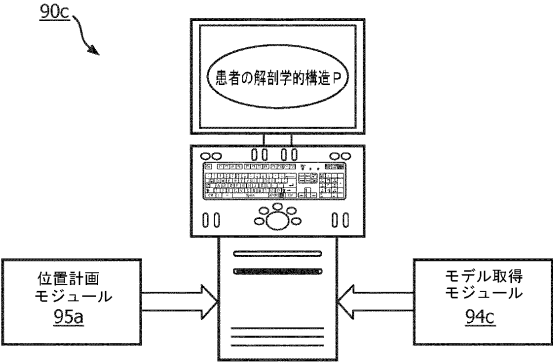 90c
患者の解剖学的構造P
位置計画
モジュール
95a
モデル取得
モジュール
94c